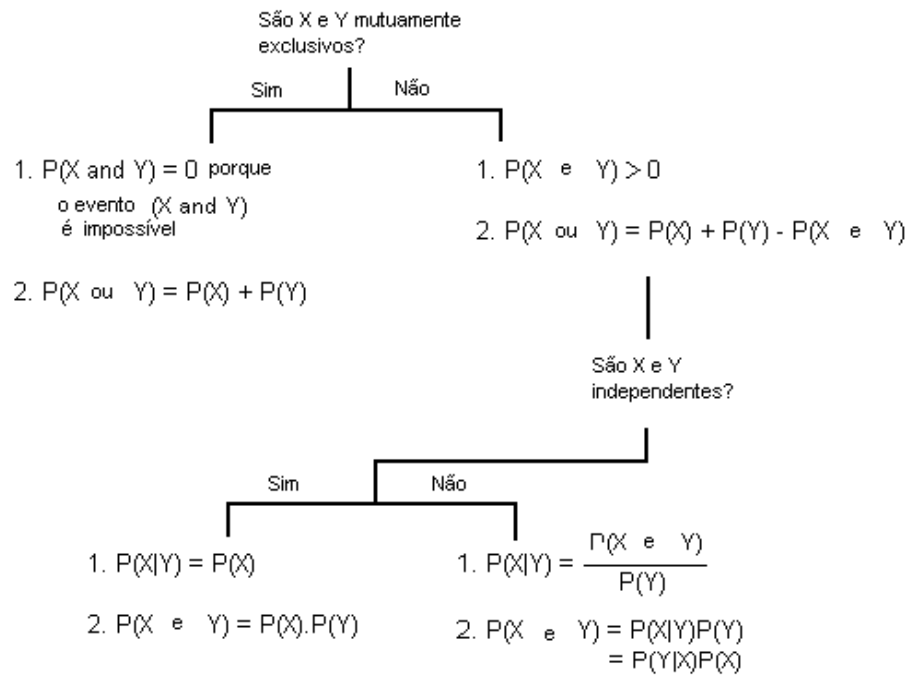 São X e Y mutuamente
exclusivos?
Sim
Não
1. P(X and Y) = 0 porque
o evento (X and Y)
é impossível
2. P(X ou Y) = P(X) + P(Y)
1. P(X e Y) > 0
2. P(X ou Y) = P(X) + P(Y) - P(X e Y)
São X e Y
independentes?
Sim
Não
1. P(X|Y) = P(X)
2. P(X e Y) = P(X).P(Y)
1. P(X|Y) = P(X e Y)
P(Y)
2. P(X e Y) = P(X|Y)P(Y)
= P(Y|X)P(X)